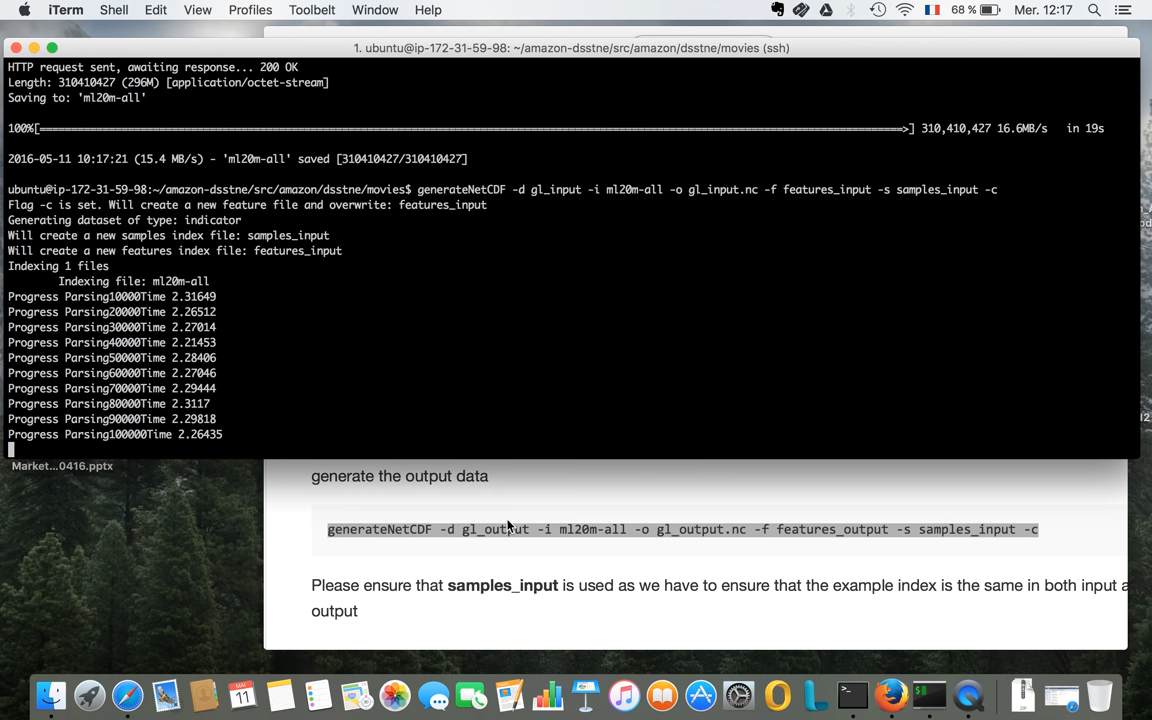 iTerm Shell Edit View Profiles Toolbelt Window Help 68 % Mer. 12:17
1. ubuntu@ip-172-31-59-98: ~/amazon-dsstne/src/amazon/dsstne/movies (ssh)
HTTP request sent, awaiting response... 200 OK
Length: 310410427 (296M) [application/octet-stream]
Saving to: 'ml20m-all'
100%[=====================================>] 310,410,427 16.6MB/s in 19s
2016-05-11 10:17:21 (15.4 MB/s) - 'ml20m-all' saved [310410427/310410427]
ubuntu@ip-172-31-59-98:~/amazon-dsstne/src/amazon/dsstne/movies$ generateNetCDF -d gl_input -i ml20m-all -o gl_input.nc -f features_input -s samples_input -c
Flag -c is set. Will create a new feature file and overwrite: features_input
Generating dataset of type: indicator
Will create a new samples index file: samples_input
Will create a new features index file: features_input
Indexing 1 files
Indexing file: ml20m-all
Progress Parsing10000Time 2.31649
Progress Parsing20000Time 2.26512
Progress Parsing30000Time 2.27014
Progress Parsing40000Time 2.21453
Progress Parsing50000Time 2.28406
Progress Parsing60000Time 2.27046
Progress Parsing70000Time 2.29444
Progress Parsing80000Time 2.3117
Progress Parsing90000Time 2.29818
Progress Parsing100000Time 2.26435
Market...0416.pptx
generate the output data
generateNetCDF -d gl_output -i ml20m-all -o gl_output.nc -f features_output -s samples_input -c
Please ensure that samples_input is used as we have to ensure that the example index is the same in both input a
output